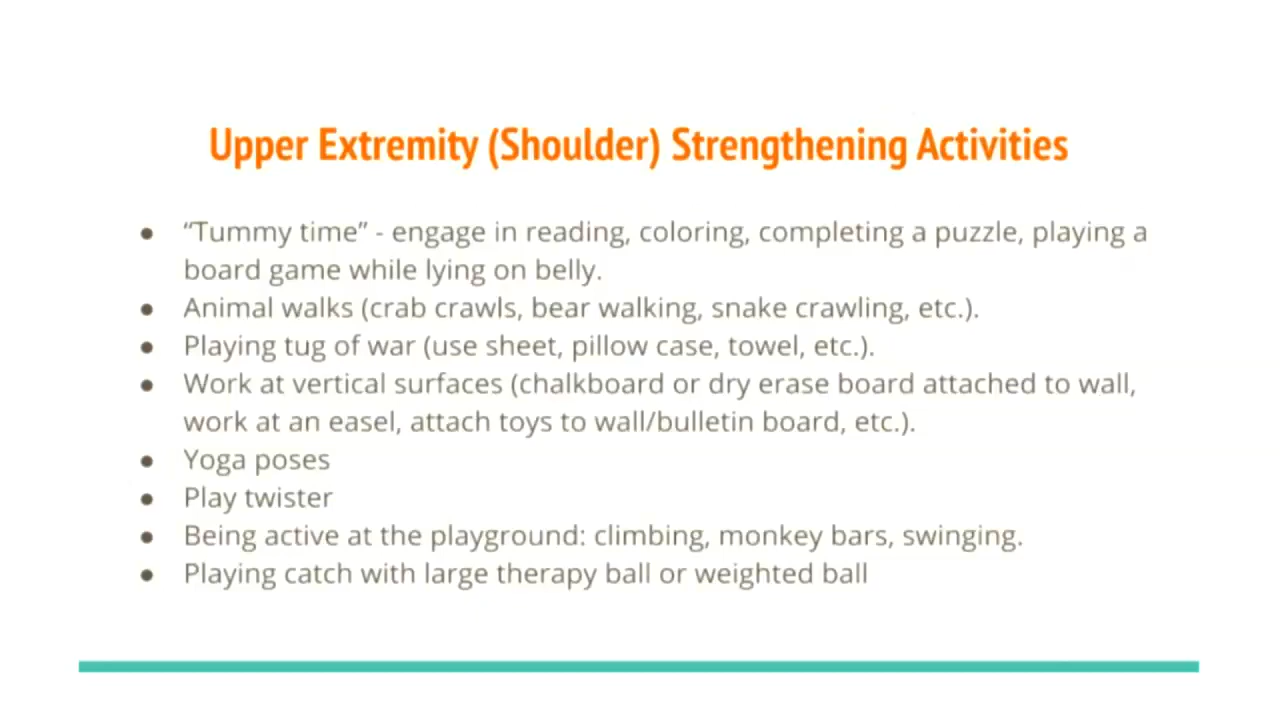 Upper Extremity (Shoulder) Strengthening Activities
● “Tummy time” - engage in reading, coloring, completing a puzzle, playing a
board game while lying on belly.
● Animal walks (crab crawls, bear walking, snake crawling, etc.).
● Playing tug of war (use sheet, pillow case, towel, etc.).
● Work at vertical surfaces (chalkboard or dry erase board attached to wall,
work at an easel, attach toys to wall/bulletin board, etc.).
● Yoga poses
● Play twister
● Being active at the playground: climbing, monkey bars, swinging.
● Playing catch with large therapy ball or weighted ball